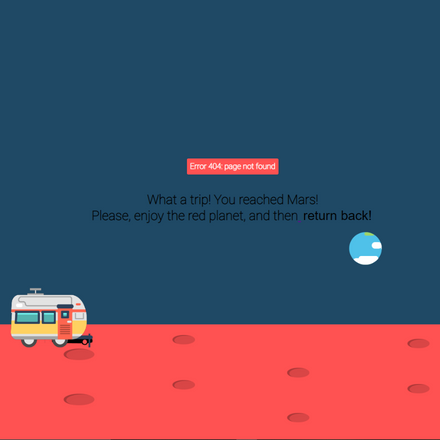 Error 404: page not found
What a trip! You reached Mars!
Please, enjoy the red planet, and then return back!